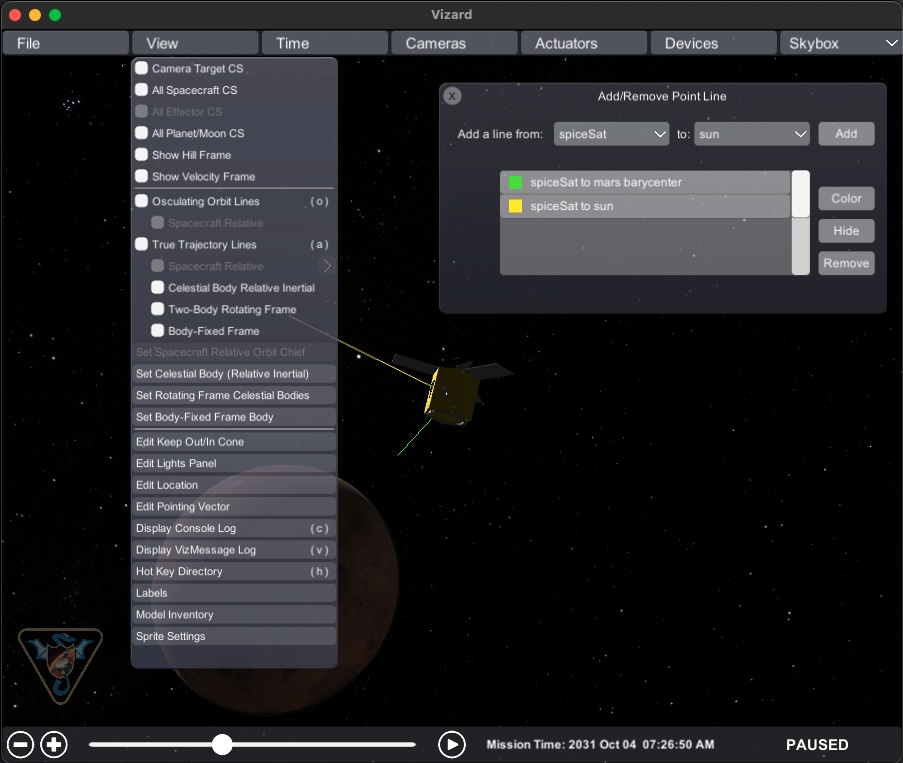 Vizard
File View Time Cameras Actuators Devices Skybox
Camera Target CS
All Spacecraft CS
All Effector CS
All Planet/Moon CS
Show Hill Frame
Show Velocity Frame
Osculating Orbit Lines (o)
Spacecraft Relative
True Trajectory Lines (a)
Spacecraft Relative
Celestial Body Relative Inertial
Two-Body Rotating Frame
Body-Fixed Frame
Set Spacecraft Relative Orbit Chief
Set Celestial Body (Relative Inertial)
Set Rotating Frame Celestial Bodies
Set Body-Fixed Frame Body
Edit Keep Out/In Cone
Edit Lights Panel
Edit Location
Edit Pointing Vector
Display Console Log (c)
Display VizMessage Log (v)
Hot Key Directory (h)
Labels
Model Inventory
Sprite Settings
X Add/Remove Point Line
Add a line from: spiceSat to: sun Add
spiceSat to mars barycenter
spiceSat to sun
Color
Hide
Remove
Mission Time: 2031 Oct 04 07:26:50 AM PAUSED